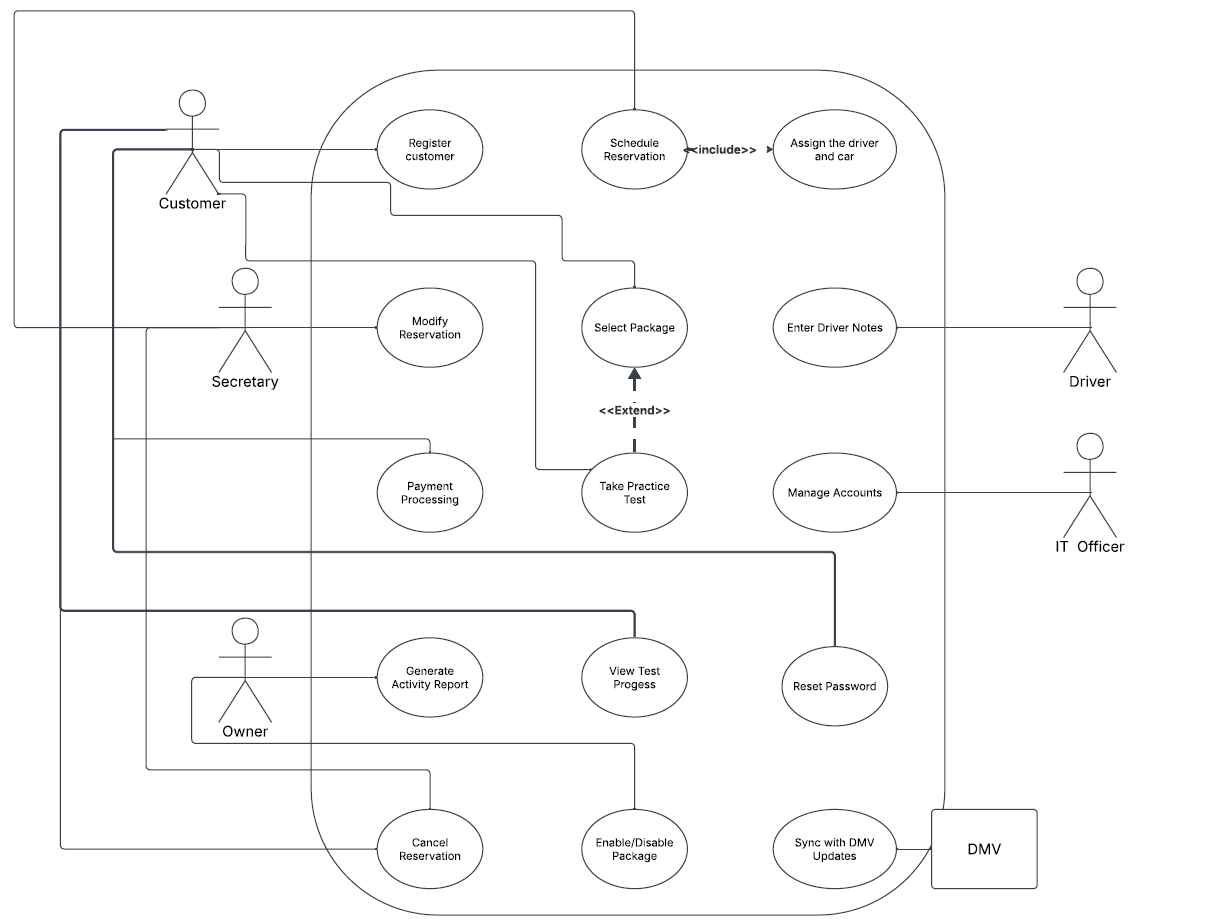 Register
customer
Schedule
Reservation
<<include>>
Assign the driver
and car
Customer
Modify
Reservation
Select Package
Enter Driver Notes
Secretary
Driver
<<Extend>>
Payment
Processing
Take Practice
Test
Manage Accounts
IT Officer
Generate
Activity Report
View Test
Progess
Reset Password
Owner
Cancel
Reservation
Enable/Disable
Package
Sync with DMV
Updates
DMV